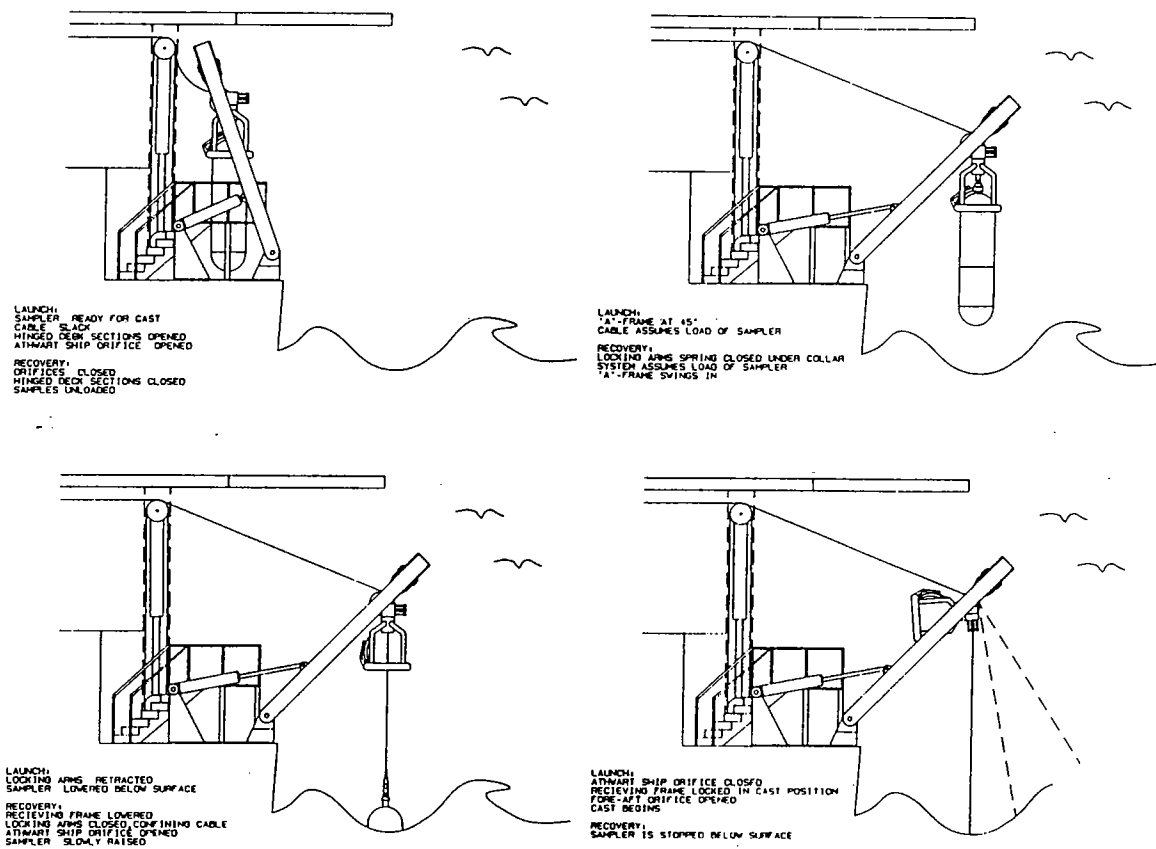 LAUNCH:
SAMPLER READY FOR CAST
CABLE SLACK
HINGED DECK SECTIONS OPENED
ATHWART SHIP ORIFICE OPENED
RECOVERY:
ORIFICES CLOSED
HINGED DECK SECTIONS CLOSED
SAMPLES UNLOADED
LAUNCH:
'A'-FRAME AT 45°
CABLE ASSUMES LOAD OF SAMPLER
RECOVERY:
LOCKING ARMS SPRING CLOSED UNDER COLLAR
SYSTEM ASSUMES LOAD OF SAMPLER
'A'-FRAME SWINGS IN
LAUNCH:
LOCKING ARMS RETRACTED
SAMPLER LOWERED BELOW SURFACE
RECOVERY:
RECIEVING FRAME LOWERED
LOCKING ARMS CLOSED, CONFINING CABLE
ATHWART SHIP ORIFICE OPENED
SAMPLER SLOWLY RAISED
LAUNCH:
ATHWART SHIP ORIFICE CLOSED
RECIEVING FRAME LOCKED IN CAST POSITION
FORE-AFT ORIFICE OPENED
CAST BEGINS
RECOVERY:
SAMPLER IS STOPPED BELOW SURFACE